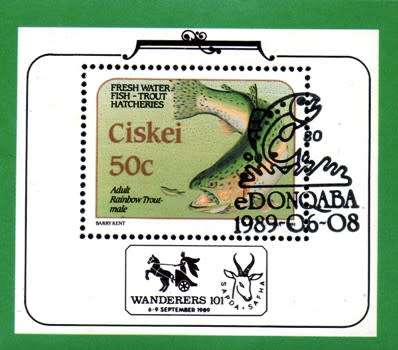 FRESH WATER
FISH - TROUT
HATCHERIES
Ciskei
50c
Adult
Rainbow Trout-
male
BARRY KENT
80
eDONQABA
1989-06-08
WANDERERS 101
6-9 SEPTEMBER 1989
SAPDA • SAFHA